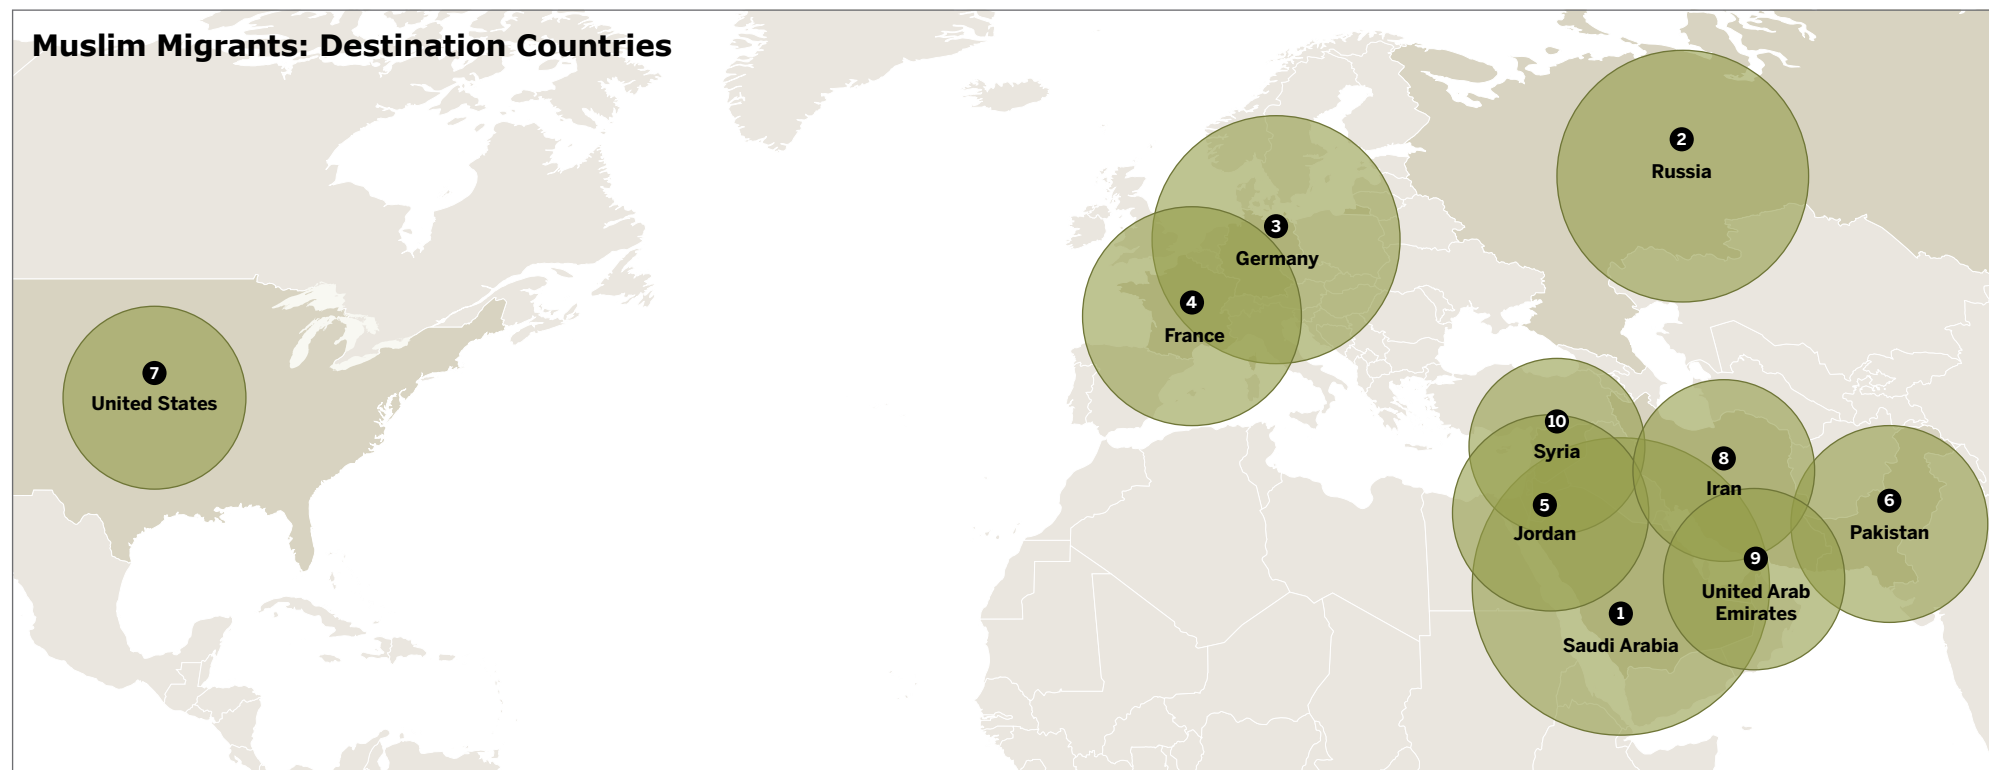 Muslim Migrants: Destination Countries
2
Russia
3
Germany
4
France
7
United States
10
Syria
8
Iran
5
Jordan
6
Pakistan
9
United Arab
Emirates
1
Saudi Arabia